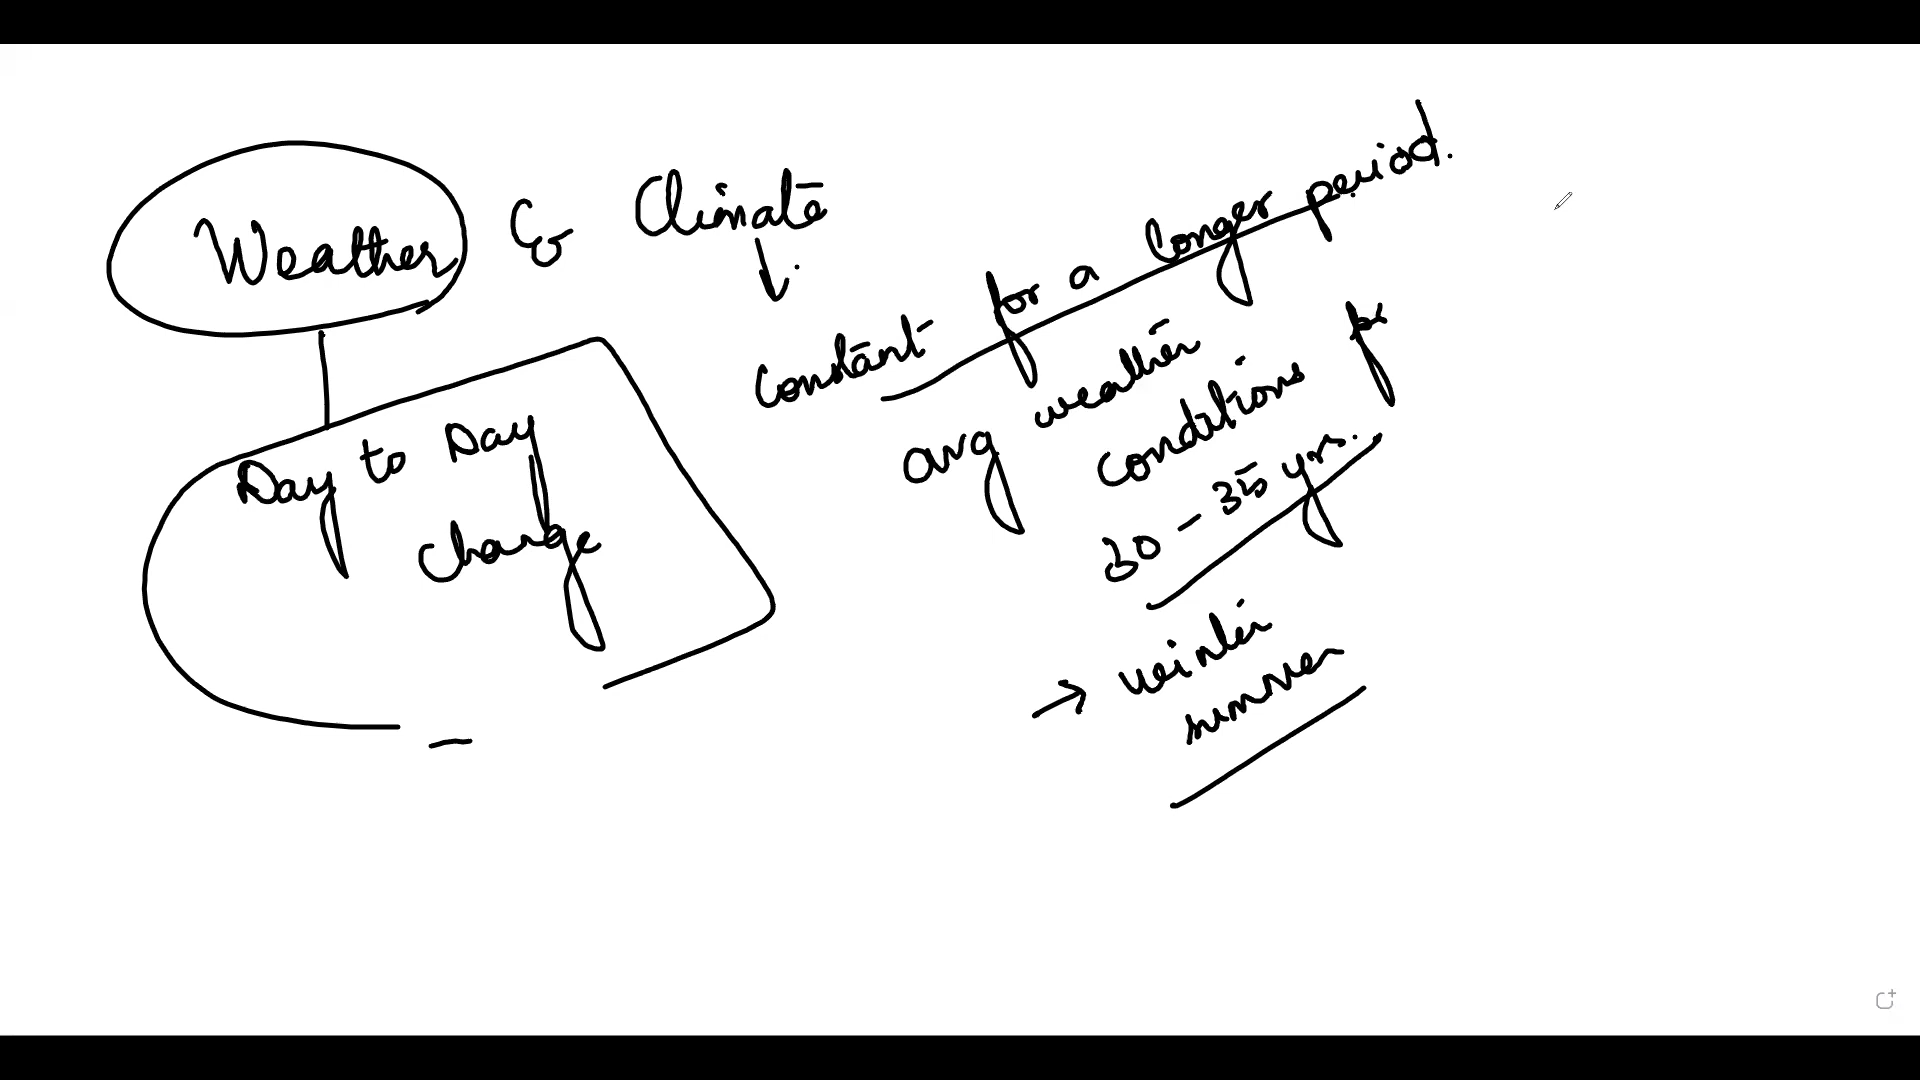 Weather & Climate
Day to Day
change
constant for a longer period.
avg weather
conditions for
30 - 35 yrs.
→ winter
summer